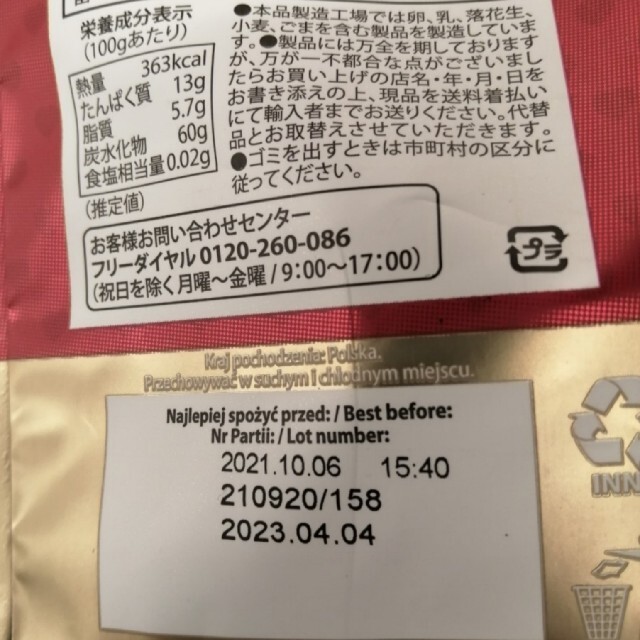 栄養成分表示
(100gあたり)
熱量 363kcal
たんぱく質 13g
脂質 5.7g
炭水化物 60g
食塩相当量 0.02g
(推定値)
●本品製造工場では卵、乳、落花生、
小麦、ごまを含む製品を製造していま
す。●製品には万全を期しております
が、万が一不都合な点がございまし
たらお買い上げの店名・年・月・日を
お書き添えの上、現品を送料着払い
にて輸入者までお送りください。代替
品とお取替えさせていただきます。
●ゴミを出すときは市町村の区分に
従ってください。
お客様お問い合わせセンター
フリーダイヤル 0120-260-086
(祝日を除く月曜～金曜 / 9:00～17:00)
プラ
Kraj pochodzenia: Polska.
Przechowywać w suchym i chłodnym miejscu.
Najlepiej spożyć przed: / Best before:
Nr Partii: / Lot number:
2021.10.06 15:40
210920/158
2023.04.04